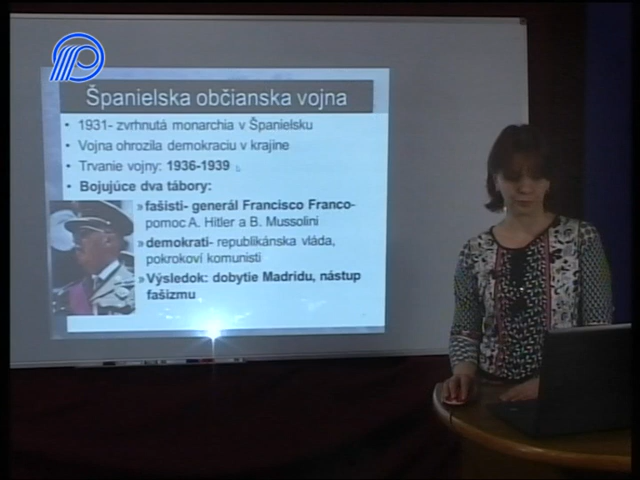 Španielska občianska vojna
• 1931- zvrhnutá monarchia v Španielsku
• Vojna ohrozila demokraciu v krajine
• Trvanie vojny: 1936-1939
• Bojujúce dva tábory:
» fašisti- generál Francisco Franco-
pomoc A. Hitler a B. Mussolini
» demokrati- republikánska vláda,
pokrokoví komunisti
» Výsledok: dobytie Madridu, nástup
fašizmu